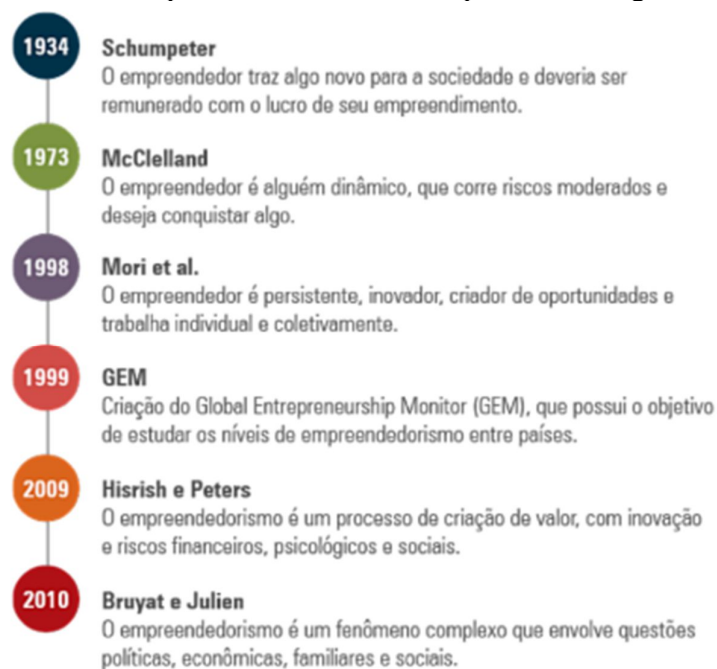 1934
Schumpeter
O empreendedor traz algo novo para a sociedade e deveria ser
remunerado com o lucro de seu empreendimento.
1973
McClelland
O empreendedor é alguém dinâmico, que corre riscos moderados e
deseja conquistar algo.
1998
Mori et al.
O empreendedor é persistente, inovador, criador de oportunidades e
trabalha individual e coletivamente.
1999
GEM
Criação do Global Entrepreneurship Monitor (GEM), que possui o objetivo
de estudar os níveis de empreendedorismo entre países.
2009
Hisrish e Peters
O empreendedorismo é um processo de criação de valor, com inovação
e riscos financeiros, psicológicos e sociais.
2010
Bruyat e Julien
O empreendedorismo é um fenômeno complexo que envolve questões
políticas, econômicas, familiares e sociais.